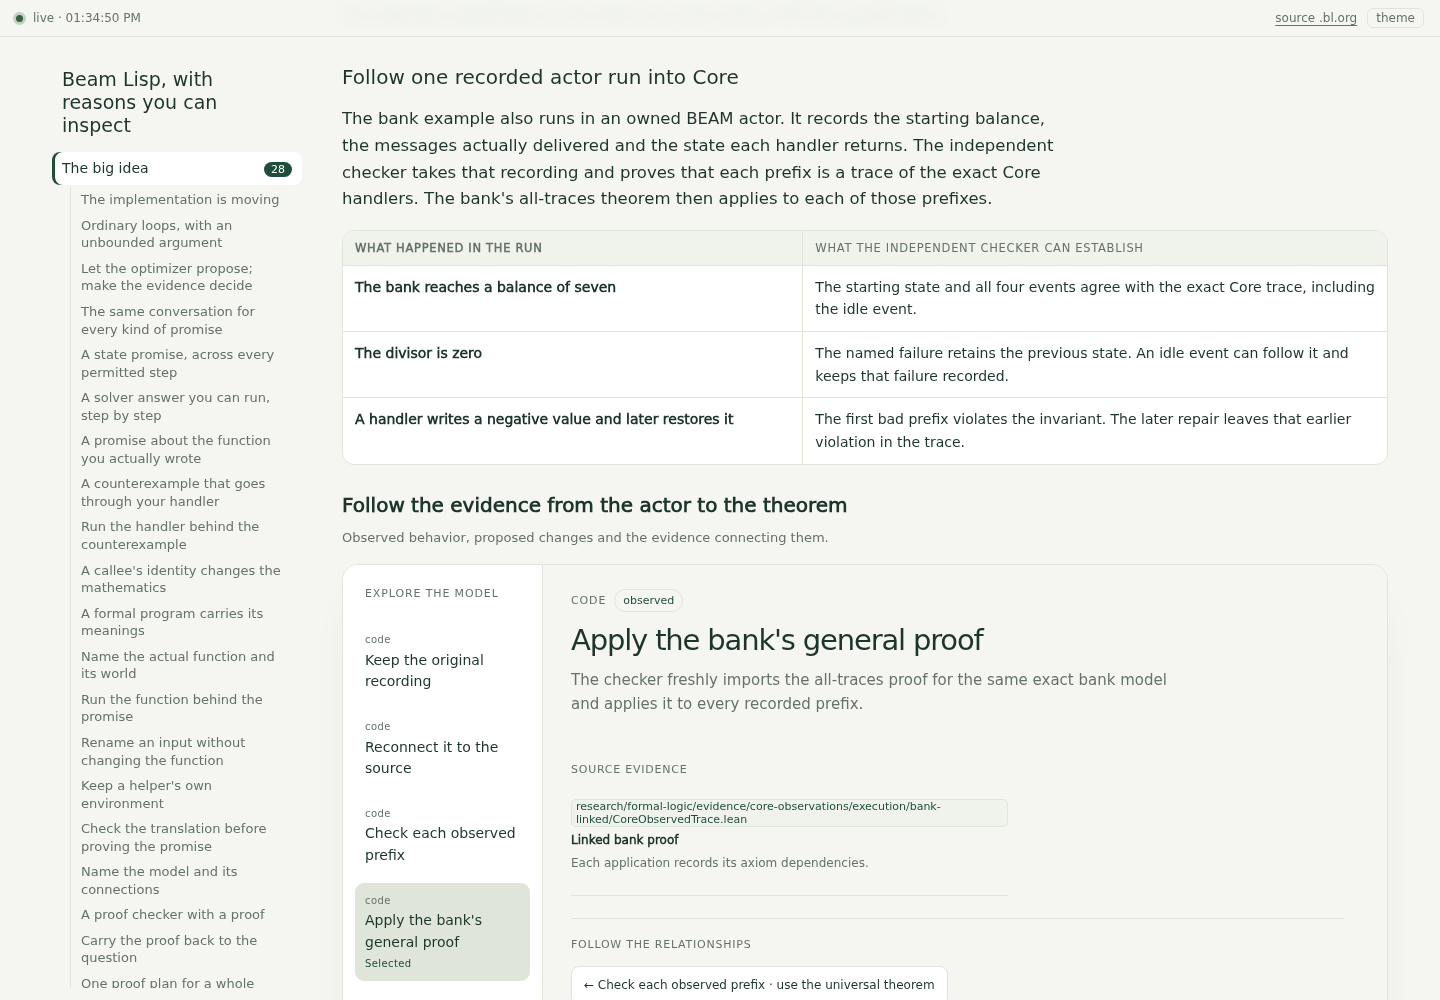 live · 01:34:50 PM
source .bl.org
theme
Beam Lisp, with
reasons you can
inspect
The big idea
28
The implementation is moving
Ordinary loops, with an
unbounded argument
Let the optimizer propose;
make the evidence decide
The same conversation for
every kind of promise
A state promise, across every
permitted step
A solver answer you can run,
step by step
A promise about the function
you actually wrote
A counterexample that goes
through your handler
Run the handler behind the
counterexample
A callee's identity changes the
mathematics
A formal program carries its
meanings
Name the actual function and
its world
Run the function behind the
promise
Rename an input without
changing the function
Keep a helper's own
environment
Check the translation before
proving the promise
Name the model and its
connections
A proof checker with a proof
Carry the proof back to the
question
One proof plan for a whole
Follow one recorded actor run into Core
The bank example also runs in an owned BEAM actor. It records the starting balance,
the messages actually delivered and the state each handler returns. The independent
checker takes that recording and proves that each prefix is a trace of the exact Core
handlers. The bank's all-traces theorem then applies to each of those prefixes.
WHAT HAPPENED IN THE RUN
WHAT THE INDEPENDENT CHECKER CAN ESTABLISH
The bank reaches a balance of seven
The starting state and all four events agree with the exact Core trace, including
the idle event.
The divisor is zero
The named failure retains the previous state. An idle event can follow it and
keeps that failure recorded.
A handler writes a negative value and later restores it
The first bad prefix violates the invariant. The later repair leaves that earlier
violation in the trace.
Follow the evidence from the actor to the theorem
Observed behavior, proposed changes and the evidence connecting them.
EXPLORE THE MODEL
code
Keep the original
recording
code
Reconnect it to the
source
code
Check each observed
prefix
code
Apply the bank's
general proof
Selected
CODE
observed
Apply the bank's general proof
The checker freshly imports the all-traces proof for the same exact bank model
and applies it to every recorded prefix.
SOURCE EVIDENCE
research/formal-logic/evidence/core-observations/execution/bank-
linked/CoreObservedTrace.lean
Linked bank proof
Each application records its axiom dependencies.
FOLLOW THE RELATIONSHIPS
← Check each observed prefix · use the universal theorem